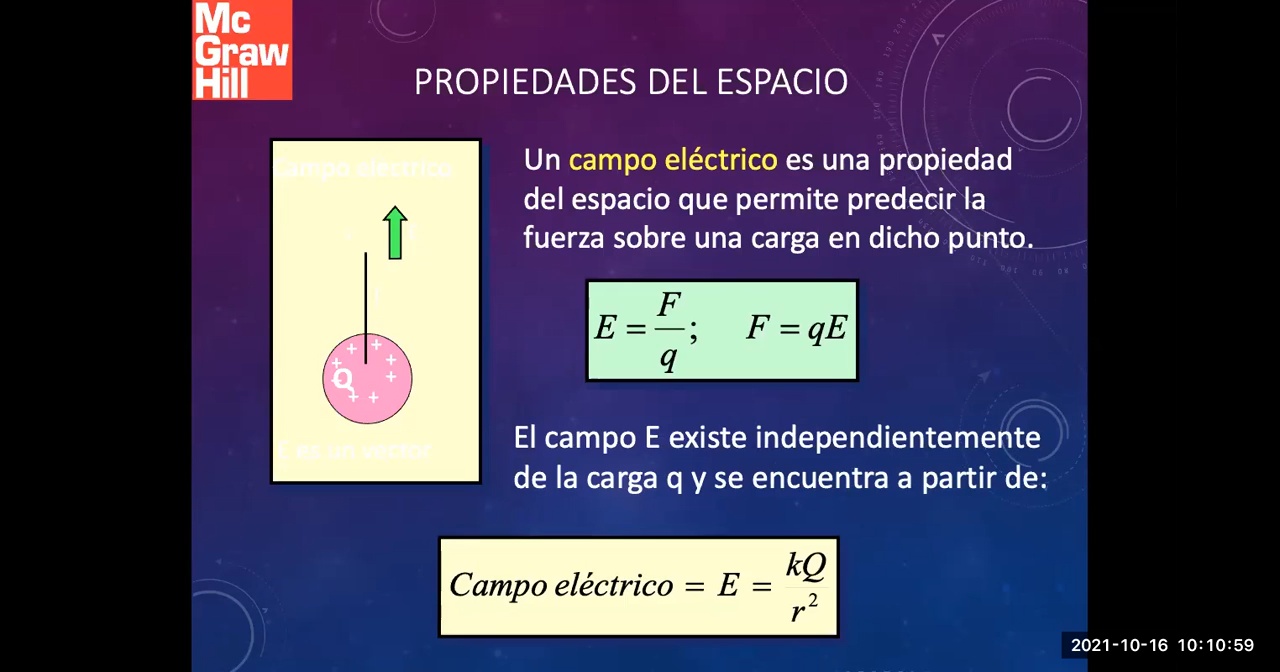 Mc
Graw
Hill
PROPIEDADES DEL ESPACIO
Campo eléctrico
Q
E es un vector
Un campo eléctrico es una propiedad
del espacio que permite predecir la
fuerza sobre una carga en dicho punto.
E = F/q; F = qE
El campo E existe independientemente
de la carga q y se encuentra a partir de:
Campo eléctrico = E = kQ/r²
2021-10-16 10:10:59